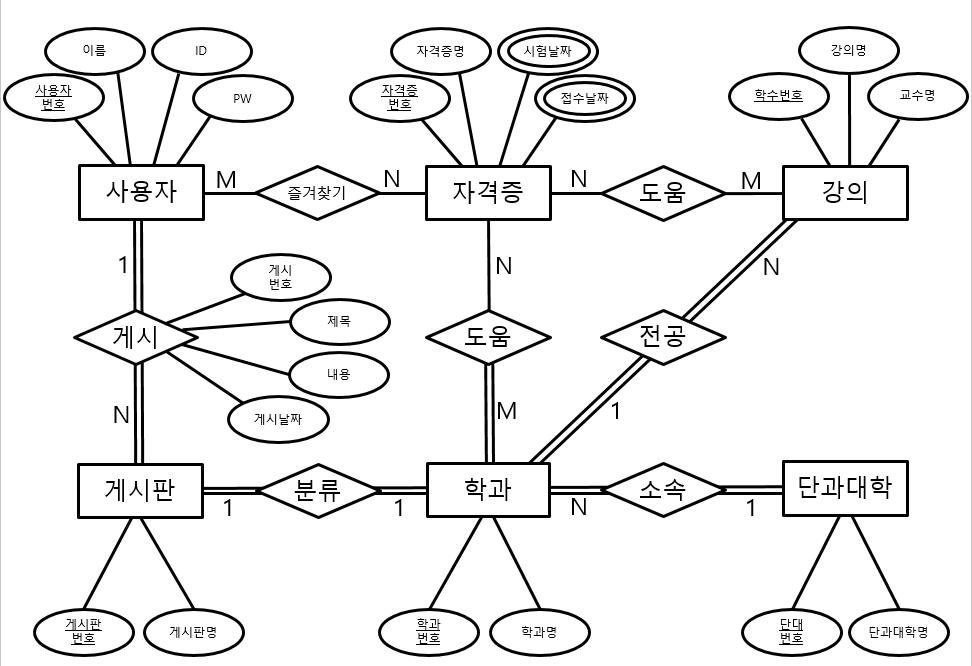 이름
ID
사용자
번호
PW
자격증명
시험날짜
자격증
번호
접수날짜
강의명
학수번호
교수명
사용자
M
즐겨찾기
N
자격증
N
도움
M
강의
1
게시
번호
제목
게시
내용
게시날짜
N
N
도움
M
N
전공
1
게시판
1
분류
1
학과
N
소속
1
단과대학
게시판
번호
게시판명
학과
번호
학과명
단대
번호
단과대학명